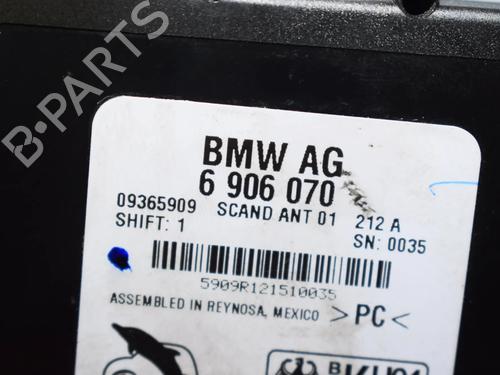 B-PARTS
BMW AG
6 906 070
09365909 SCAND ANT 01 212 A
SHIFT: 1 SN: 0035
5909R121510035
ASSEMBLED IN REYNOSA, MEXICO >PC<